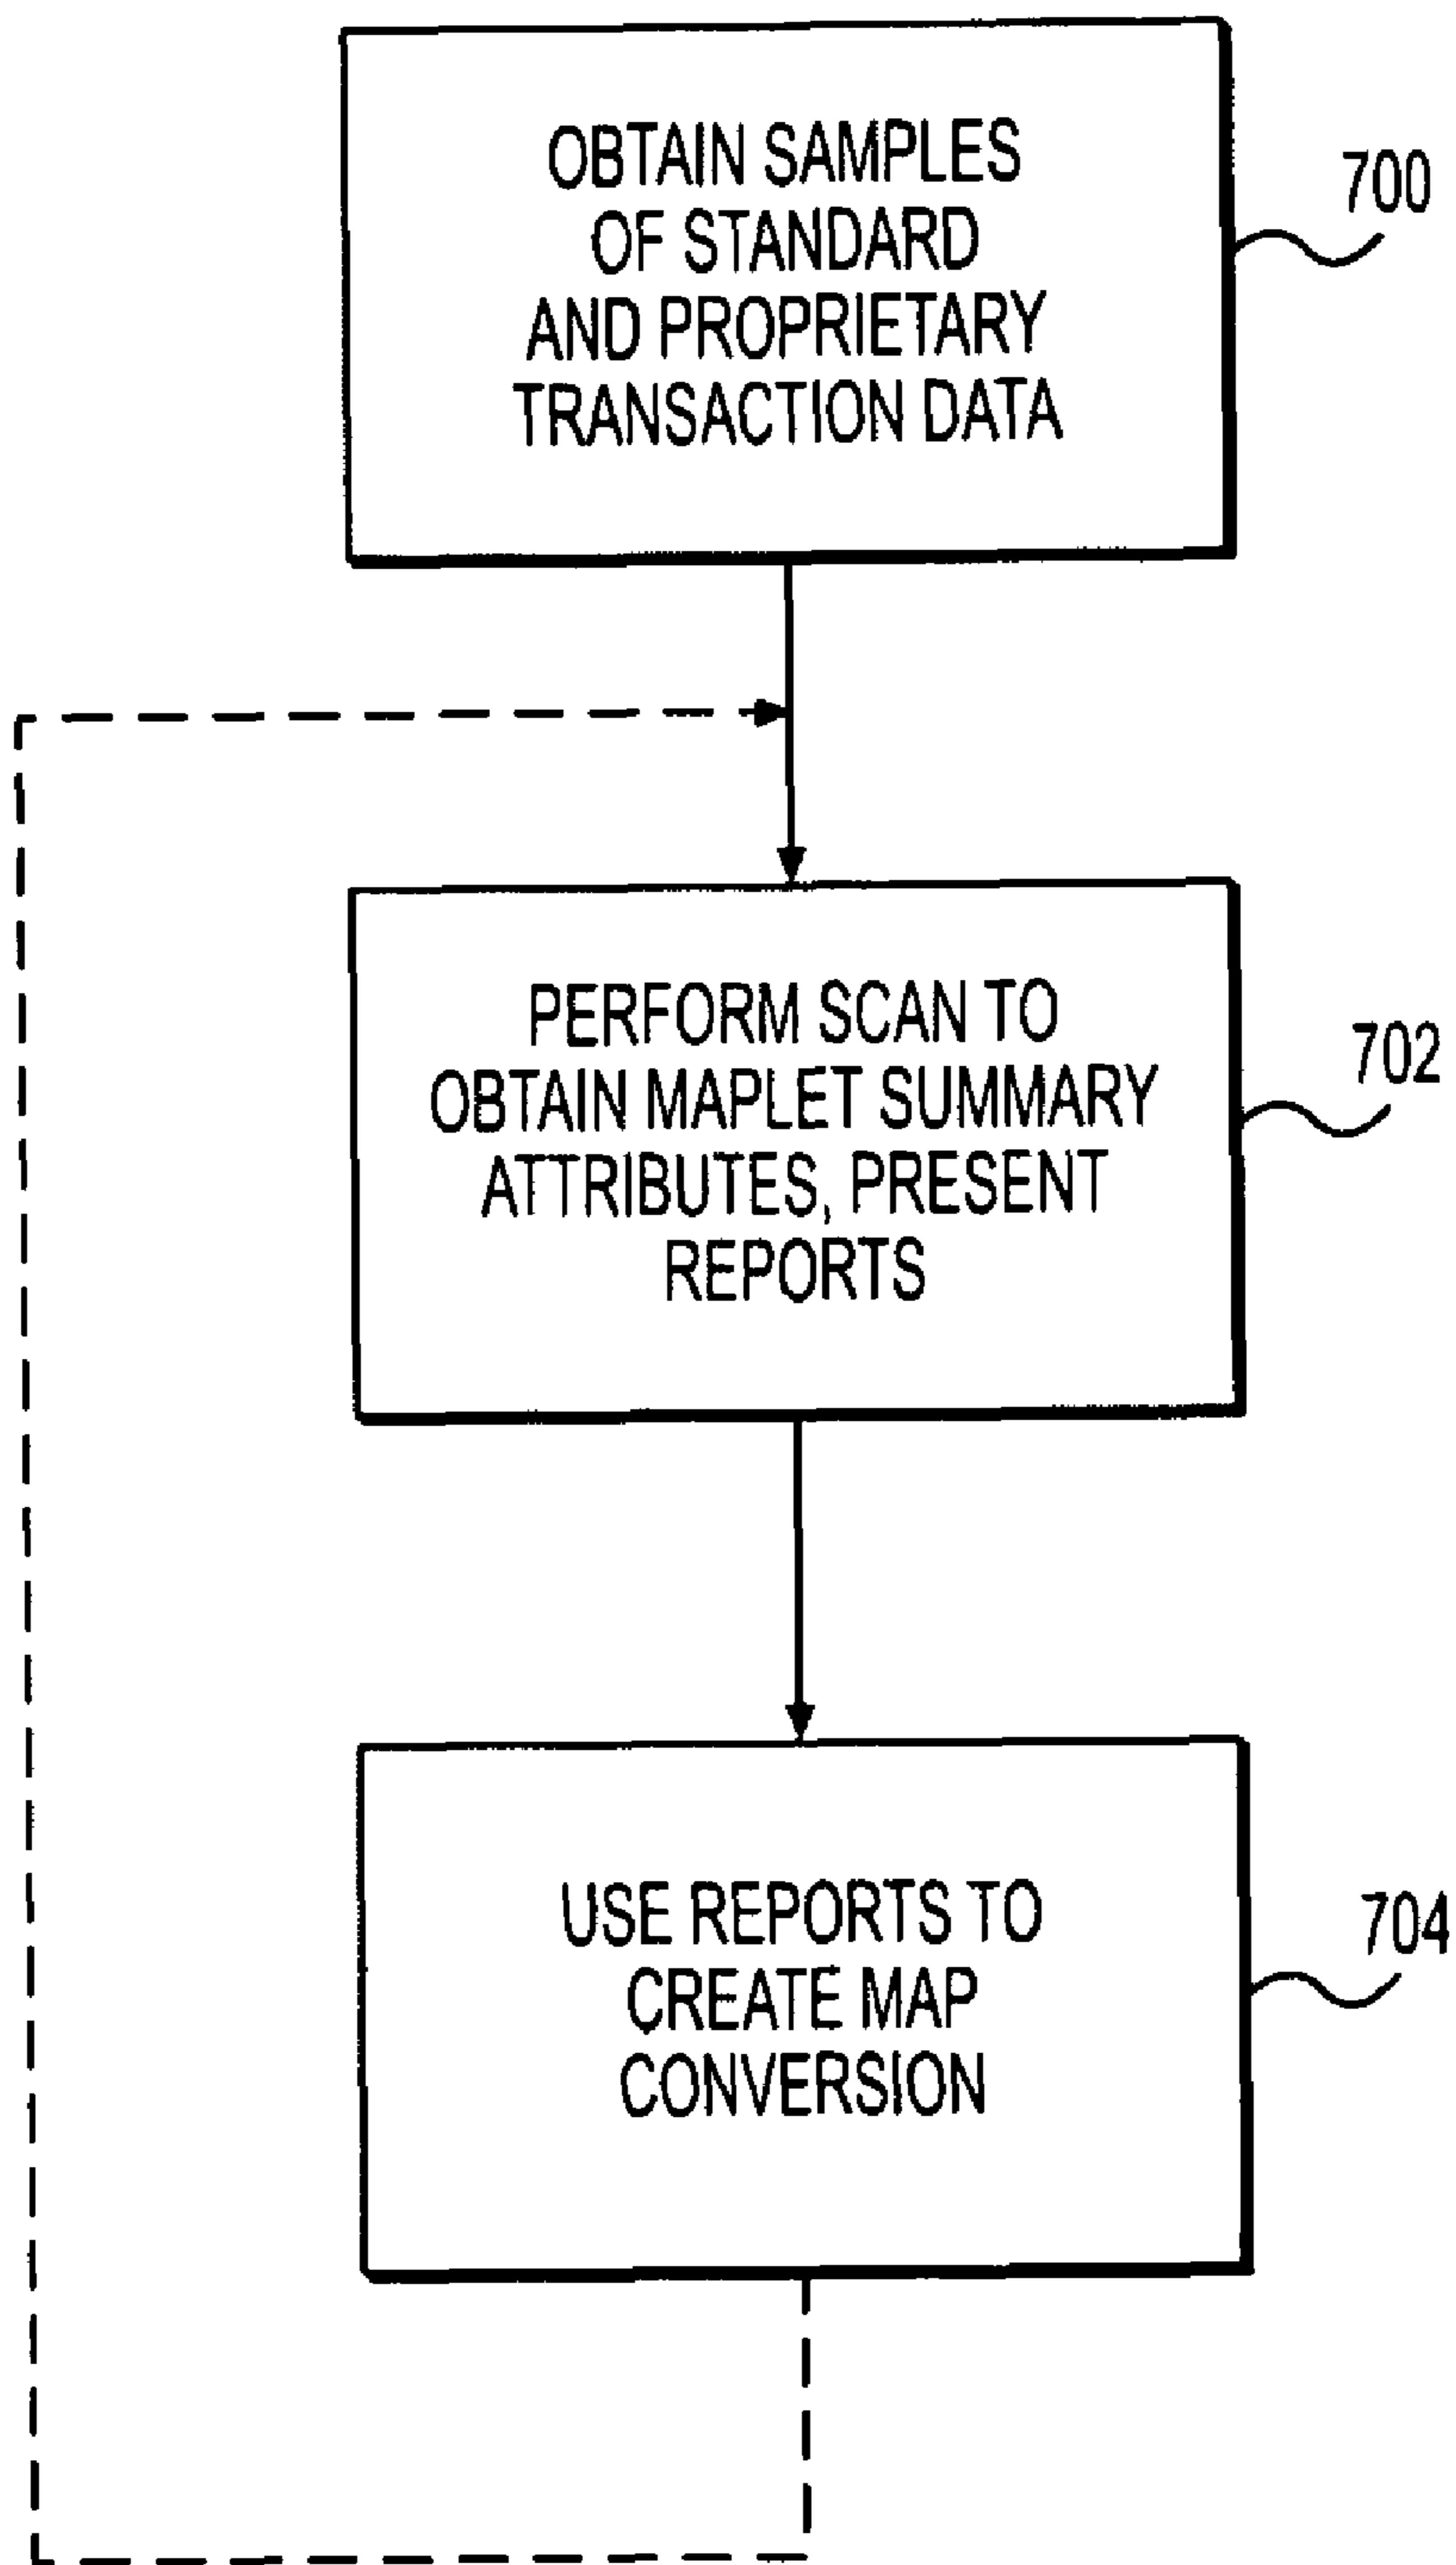 OBTAIN SAMPLES
OF STANDARD
AND PROPRIETARY
TRANSACTION DATA
700
PERFORM SCAN TO
OBTAIN MAPLET SUMMARY
ATTRIBUTES, PRESENT
REPORTS
702
USE REPORTS TO
CREATE MAP
CONVERSION
704